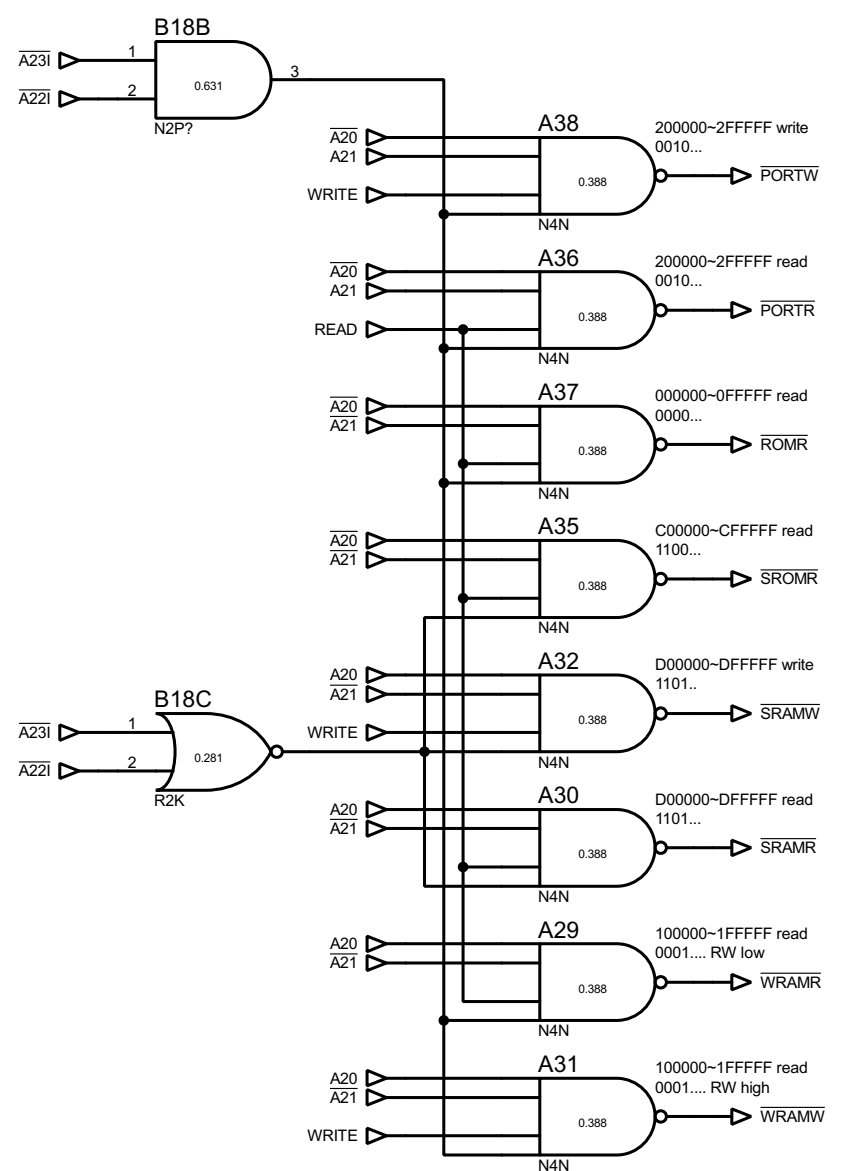 B18B
A23I
1
0.631
3
A22I
2
N2P?
A38
200000~2FFFFF write
0010...
A20
A21
0.388
PORTW
WRITE
N4N
A36
200000~2FFFFF read
0010...
A20
A21
0.388
PORTR
READ
N4N
A37
000000~0FFFFF read
0000...
A20
A21
0.388
ROMR
N4N
A35
C00000~CFFFFF read
1100...
A20
A21
0.388
SROMR
N4N
A32
D00000~DFFFFF write
1101..
A20
A21
0.388
SRAMW
WRITE
N4N
B18C
A23I
1
0.281
A22I
2
R2K
A30
D00000~DFFFFF read
1101...
A20
A21
0.388
SRAMR
N4N
A29
100000~1FFFFF read
0001.... RW low
A20
A21
0.388
WRAMR
N4N
A31
100000~1FFFFF read
0001.... RW high
A20
A21
0.388
WRAMW
WRITE
N4N